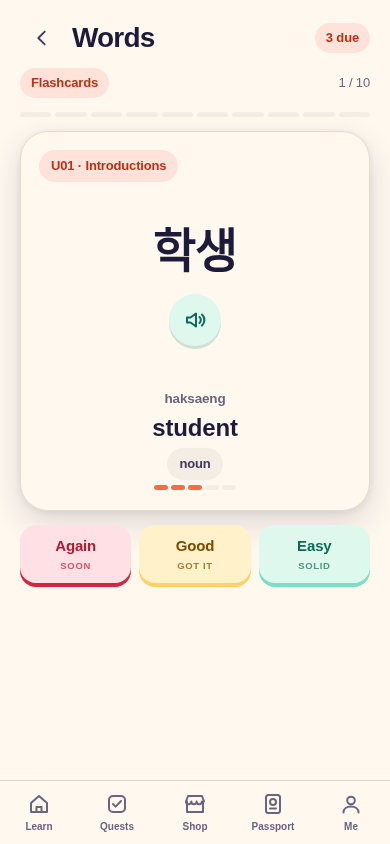 Words
3 due
Flashcards
1 / 10
U01 · Introductions
학생
haksaeng
student
noun
Again
SOON
Good
GOT IT
Easy
SOLID
Learn
Quests
Shop
Passport
Me